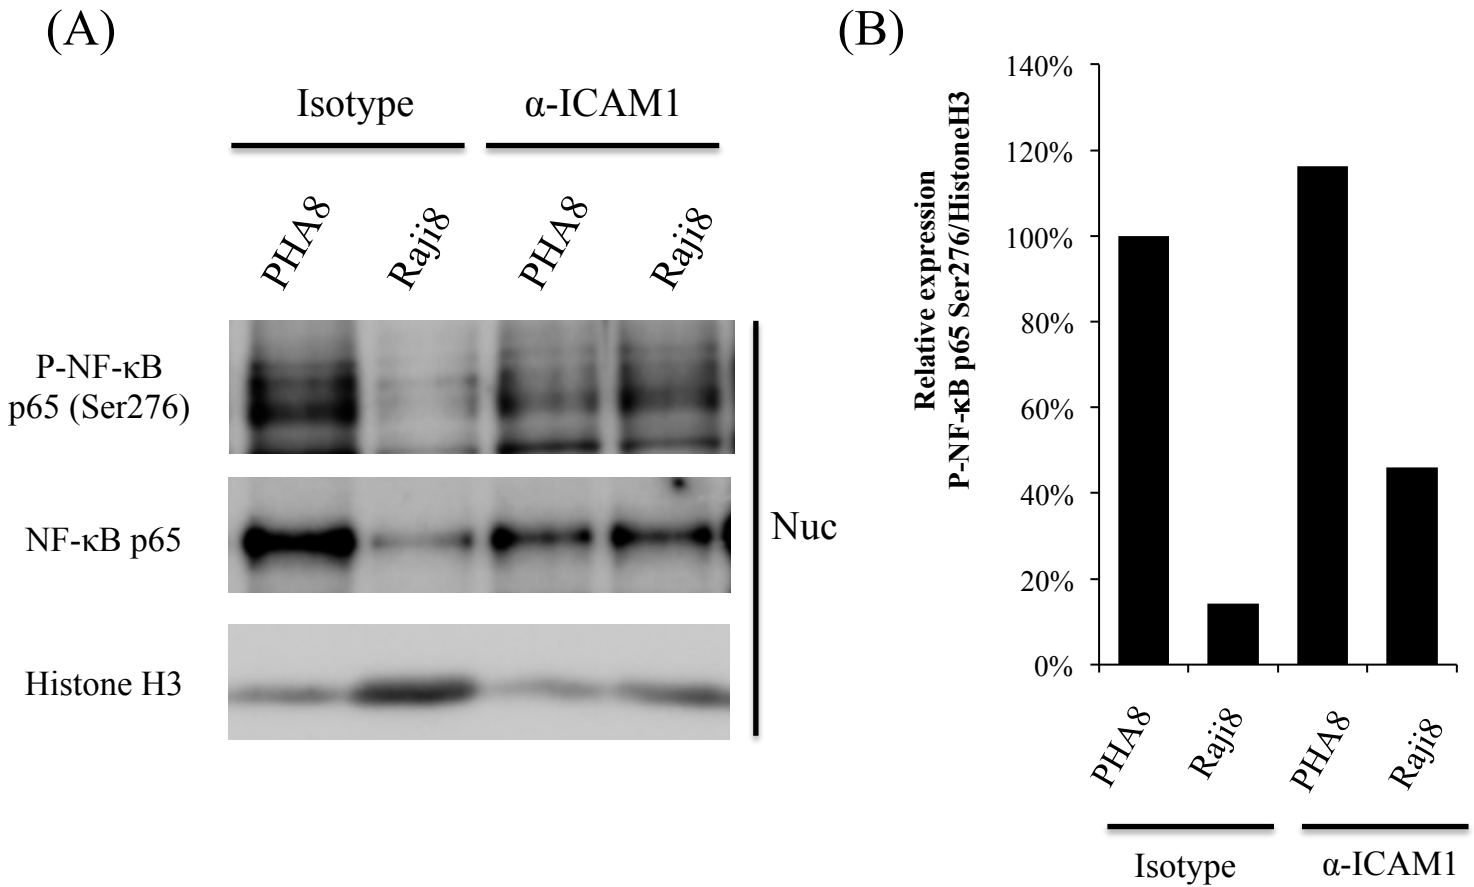 (A)
Isotype
α-ICAM1
PHA8
Raji8
PHA8
Raji8
P-NF-κB
p65 (Ser276)
NF-κB p65
Histone H3
Nuc
(B)
Relative expression
P-NF-κB p65 Ser276/HistoneH3
140%
120%
100%
80%
60%
40%
20%
0%
PHA8
Raji8
PHA8
Raji8
Isotype
α-ICAM1